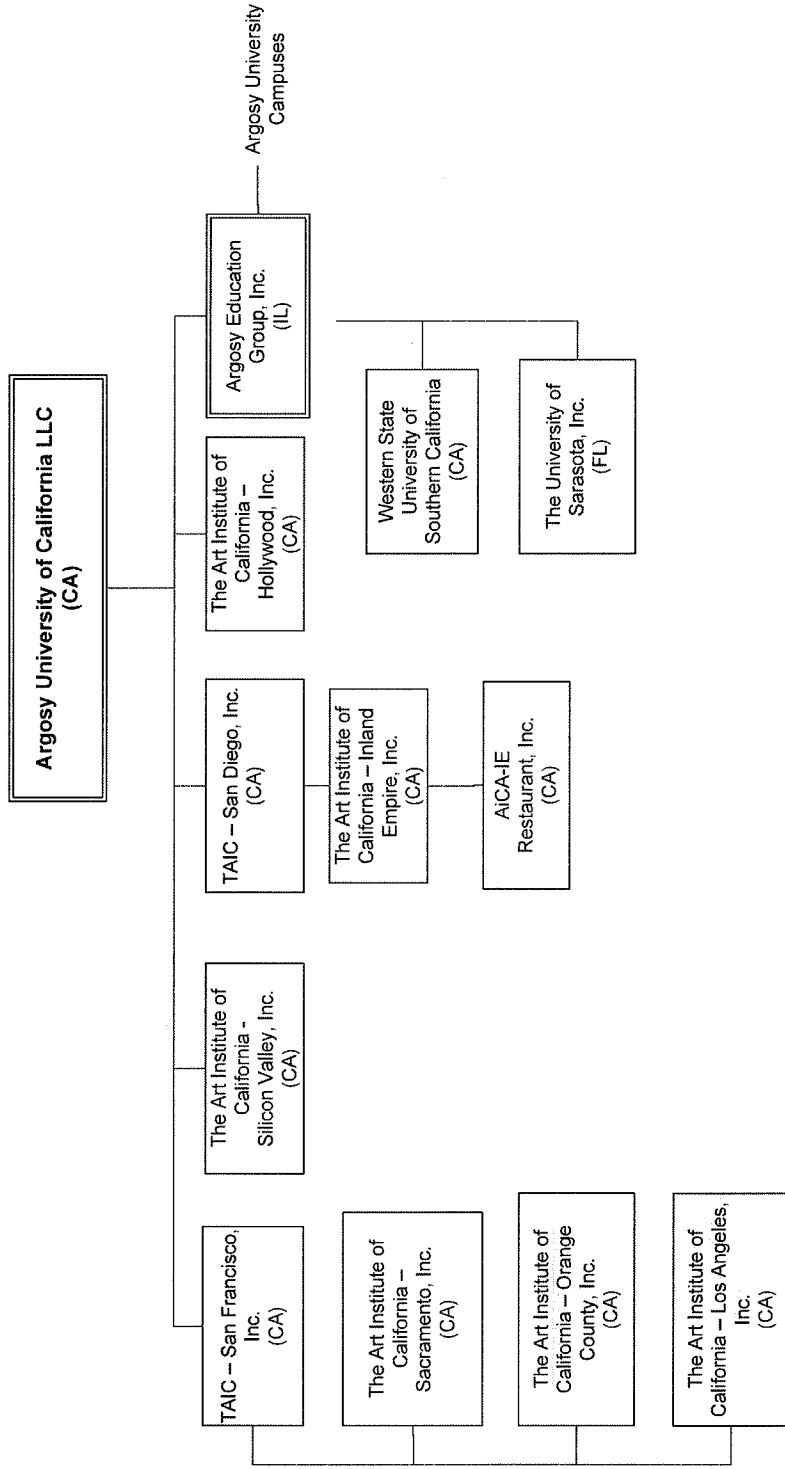 Argosy University of California LLC
(CA)
TAIC – San Francisco,
Inc.
(CA)
The Art Institute of
California –
Sacramento, Inc.
(CA)
The Art Institute of
California – Orange
County, Inc.
(CA)
The Art Institute of
California – Los Angeles,
Inc.
(CA)
The Art Institute of
California -
Silicon Valley, Inc.
(CA)
TAIC – San Diego, Inc.
(CA)
The Art Institute of
California – Inland
Empire, Inc.
(CA)
AiCA-IE
Restaurant, Inc.
(CA)
The Art Institute of
California –
Hollywood, Inc.
(CA)
Argosy Education
Group, Inc.
(IL)
Argosy University
Campuses
Western State
University of
Southern California
(CA)
The University of
Sarasota, Inc.
(FL)